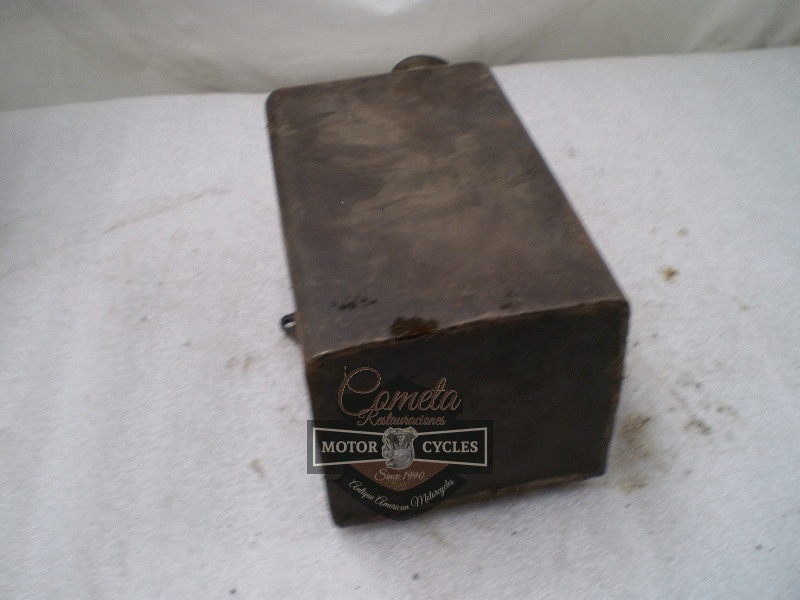 Cometa
Restauraciones
MOTOR CYCLES
Since 1990
Antique American Motorcycles